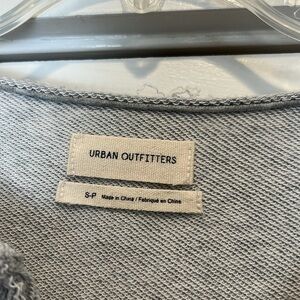 URBAN OUTFITTERS
S-P Made in China / Fabriqué en Chine